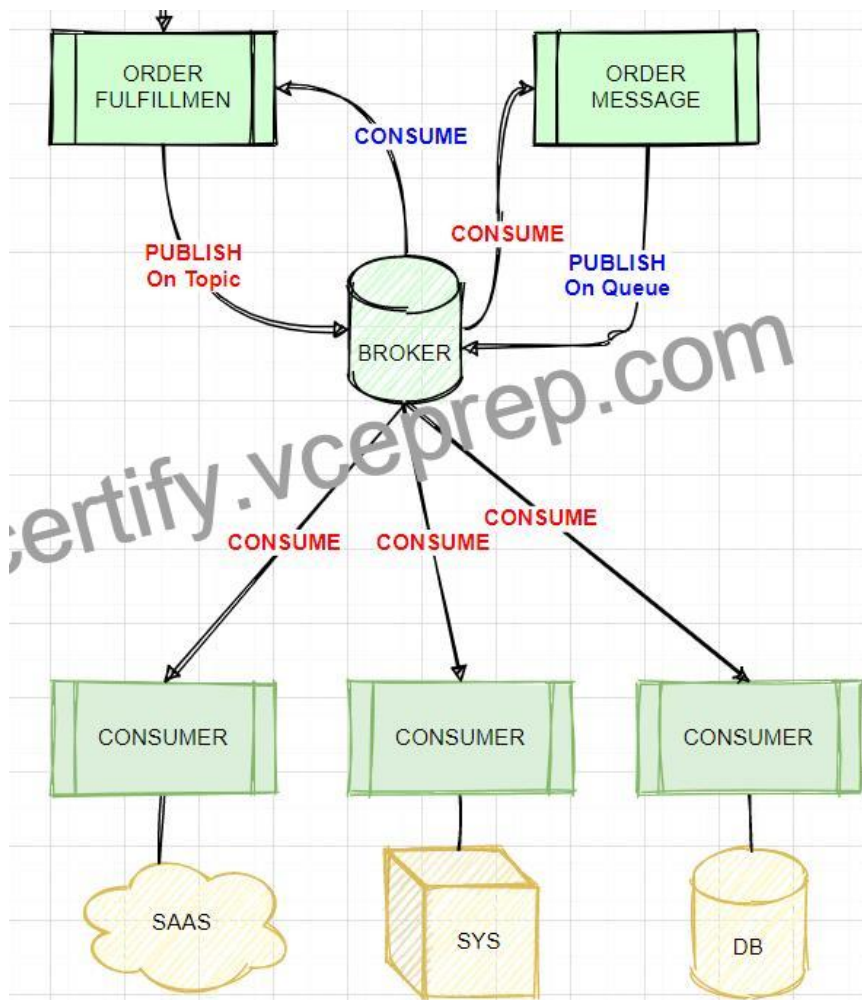 ORDER
FULFILLMEN
ORDER
MESSAGE
CONSUME
CONSUME
PUBLISH
On Topic
PUBLISH
On Queue
BROKER
certify.vceprep.com
CONSUME
CONSUME
CONSUME
CONSUMER
CONSUMER
CONSUMER
SAAS
SYS
DB